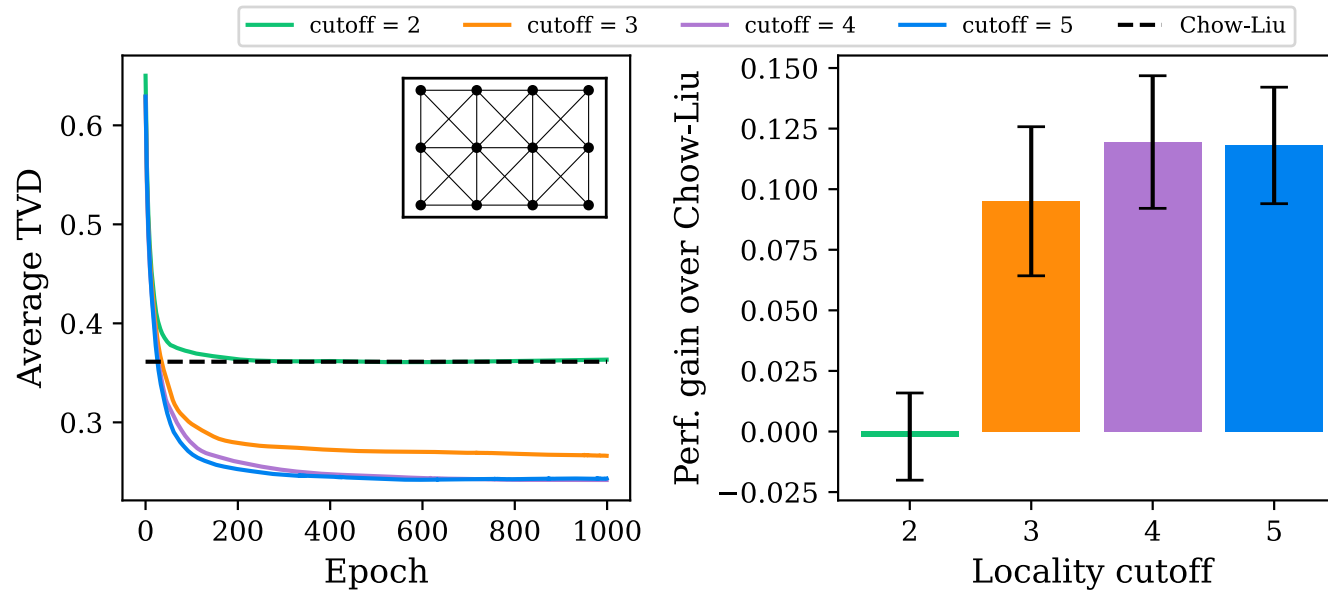 cutoff = 2 cutoff = 3 cutoff = 4 cutoff = 5 Chow-Liu
Average TVD
0.6
0.5
0.4
0.3
0 200 400 600 800 1000
Epoch
Perf. gain over Chow-Liu
0.150
0.125
0.100
0.075
0.050
0.025
0.000
−0.025
2 3 4 5
Locality cutoff